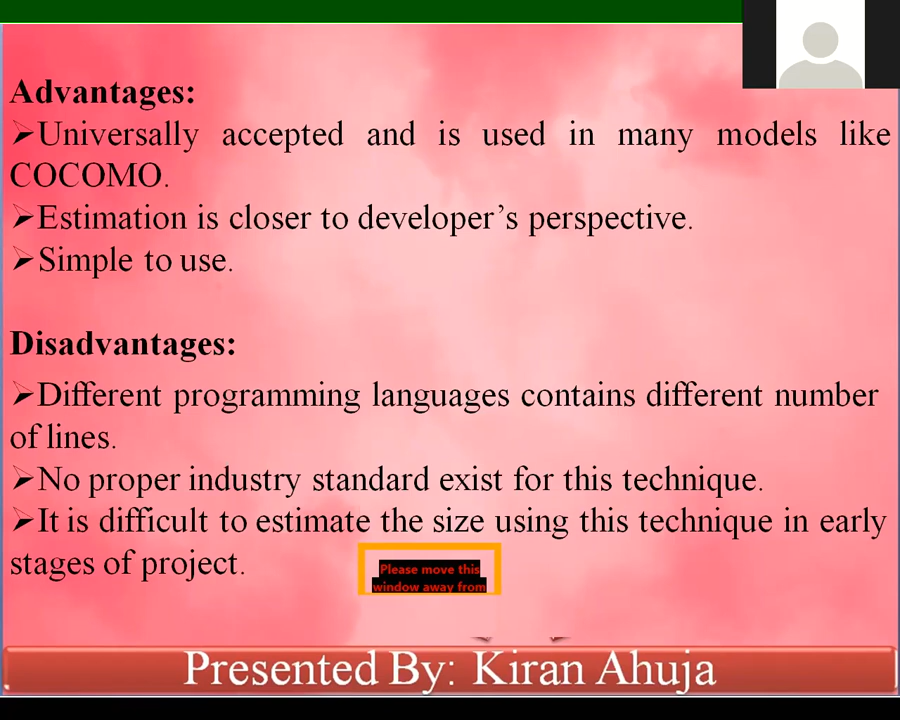 Advantages:
➢Universally accepted and is used in many models like
COCOMO.
➢Estimation is closer to developer’s perspective.
➢Simple to use.
Disadvantages:
➢Different programming languages contains different number
of lines.
➢No proper industry standard exist for this technique.
➢It is difficult to estimate the size using this technique in early
stages of project.
Please move this
window away from
Presented By: Kiran Ahuja